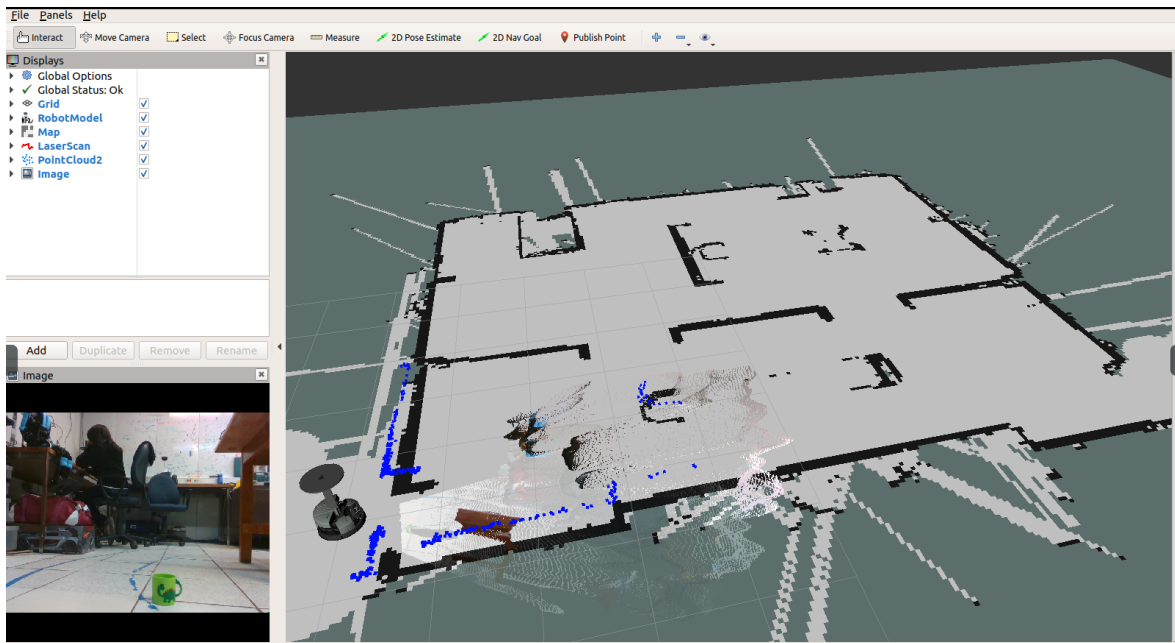 File Panels Help
Interact Move Camera Select Focus Camera Measure 2D Pose Estimate 2D Nav Goal Publish Point
Displays
Global Options
Global Status: Ok
Grid
RobotModel
Map
LaserScan
PointCloud2
Image
Add Duplicate Remove Rename
Image